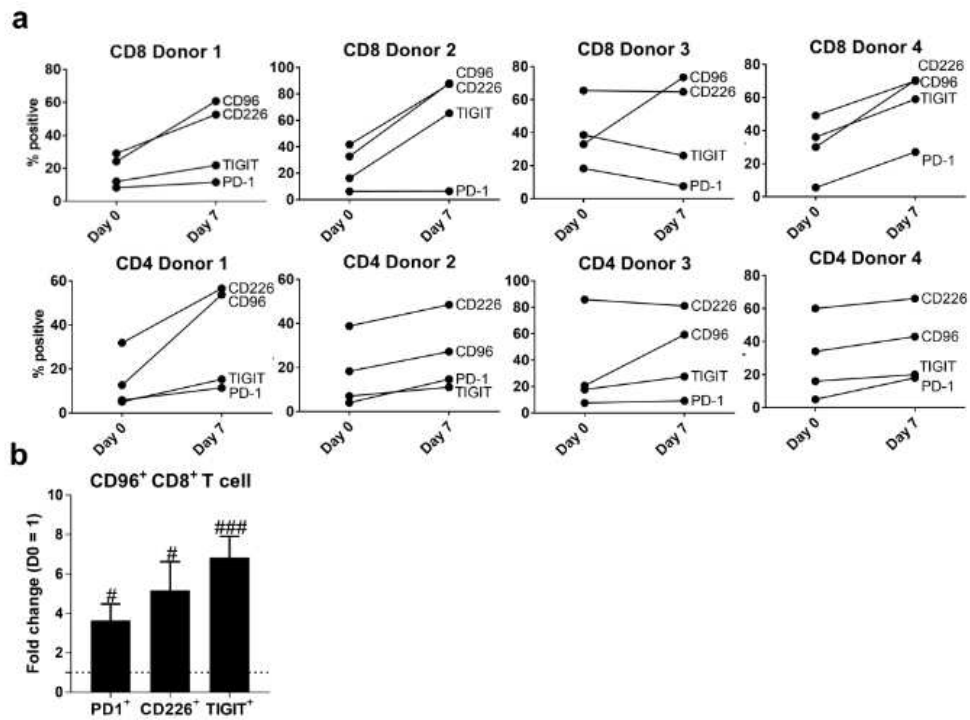 a
CD8 Donor 1
% positive
80
60
40
20
0
CD96
CD226
TIGIT
PD-1
Day 0
Day 7
CD8 Donor 2
100
80
60
40
20
0
CD96
CD226
TIGIT
PD-1
Day 0
Day 7
CD8 Donor 3
80
60
40
20
0
CD96
CD226
TIGIT
PD-1
Day 0
Day 7
CD8 Donor 4
80
60
40
20
0
CD226
CD96
TIGIT
PD-1
Day 0
Day 7
CD4 Donor 1
% positive
60
40
20
0
CD226
CD96
TIGIT
PD-1
Day 0
Day 7
CD4 Donor 2
60
40
20
0
CD226
CD96
PD-1
TIGIT
Day 0
Day 7
CD4 Donor 3
100
80
60
40
20
0
CD226
CD96
TIGIT
PD-1
Day 0
Day 7
CD4 Donor 4
80
60
40
20
0
CD226
CD96
TIGIT
PD-1
Day 0
Day 7
b
CD96⁺ CD8⁺ T cell
Fold change (D0 = 1)
10
8
6
4
2
0
#
#
###
PD1⁺ CD226⁺ TIGIT⁺